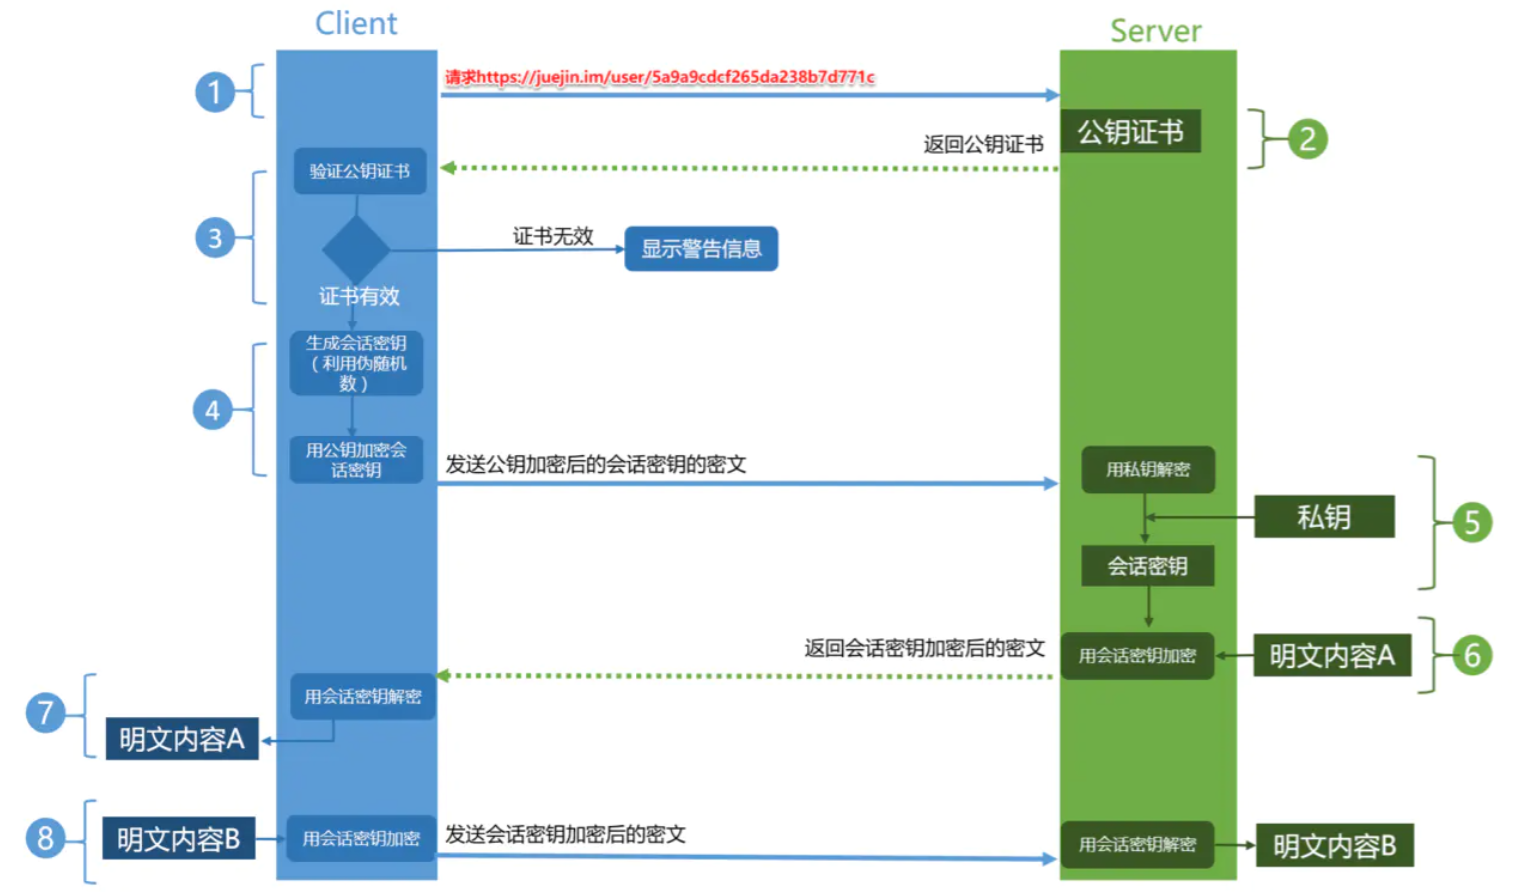 Client
Server
1
请求https://juejin.im/user/5a9a9cdcf265da238b7d771c
公钥证书
2
返回公钥证书
验证公钥证书
3
证书无效
显示警告信息
证书有效
生成会话密钥
（利用伪随机
数）
4
用公钥加密会
话密钥
发送公钥加密后的会话密钥的密文
用私钥解密
私钥
5
会话密钥
返回会话密钥加密后的密文
用会话密钥加密
明文内容A
6
用会话密钥解密
7
明文内容A
8
明文内容B
用会话密钥加密
发送会话密钥加密后的密文
用会话密钥解密
明文内容B